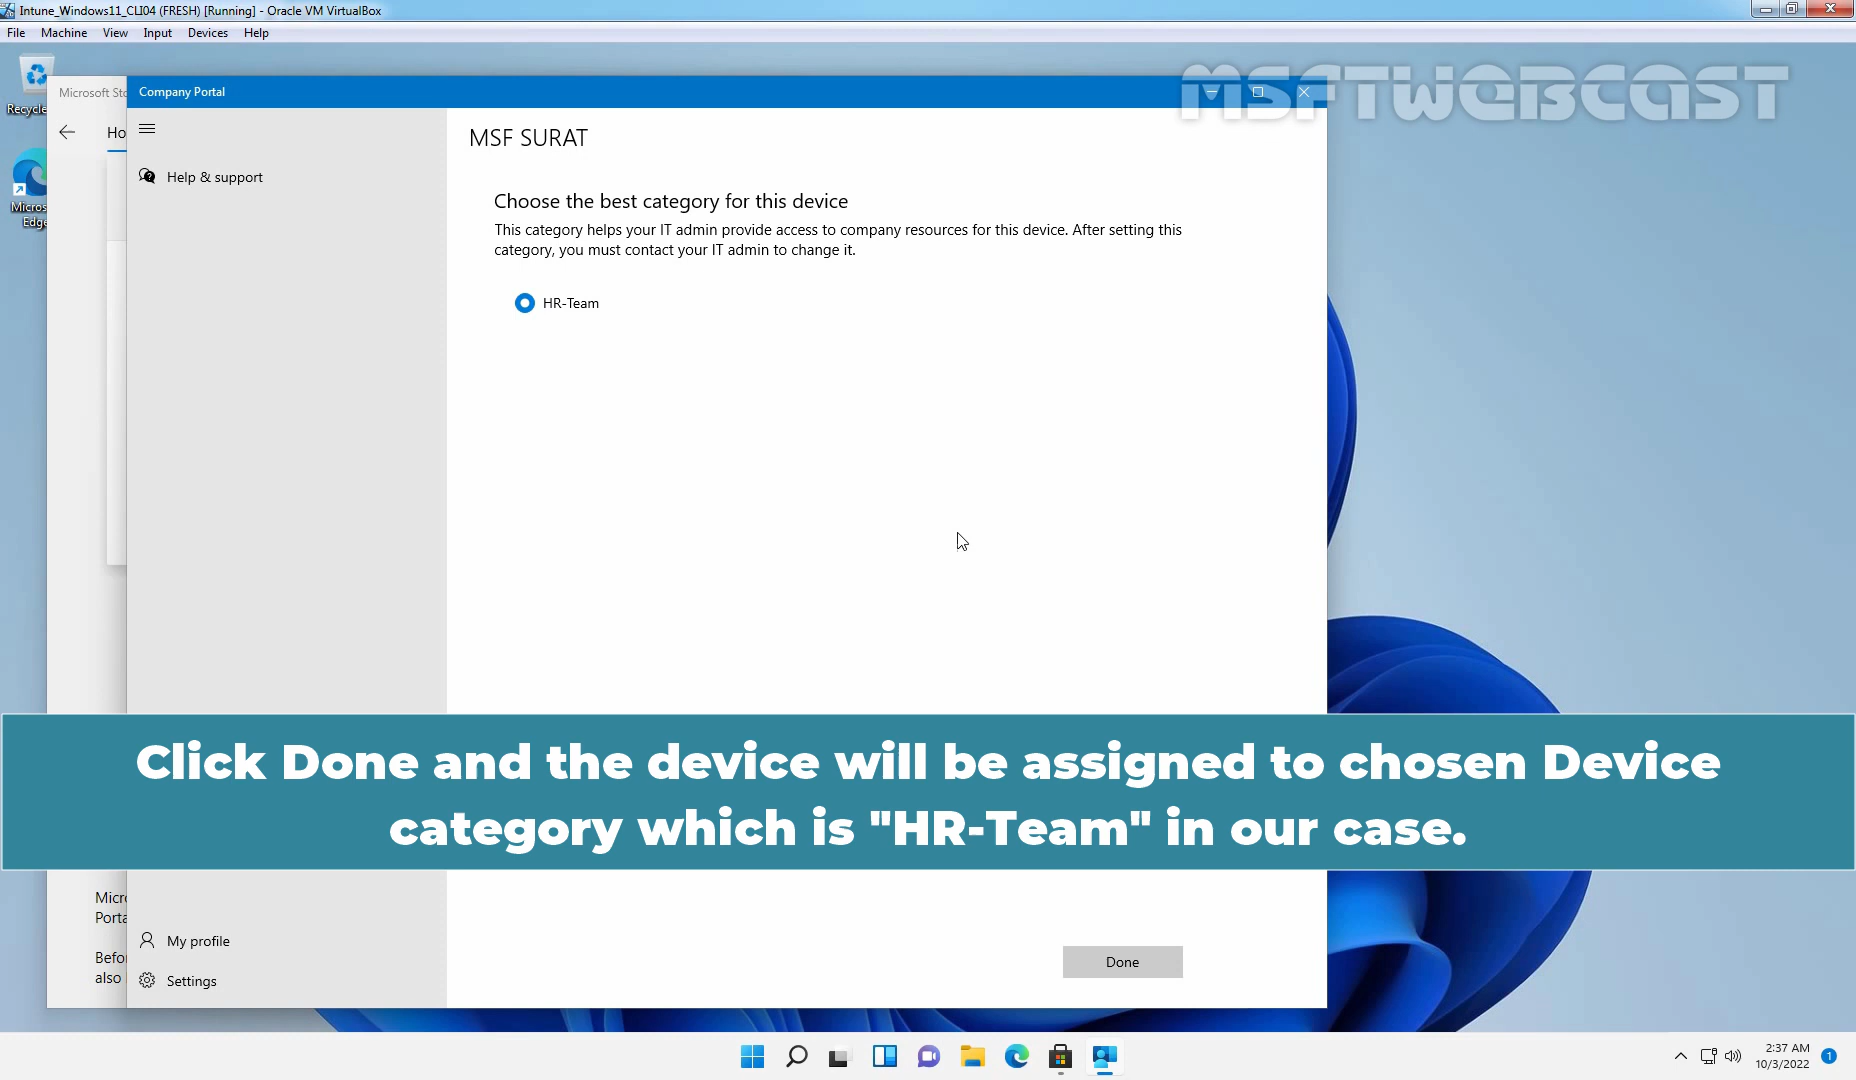 Intune_Windows11_CLI04 (FRESH) [Running] - Oracle VM VirtualBox
File Machine View Input Devices Help
MSFTWEBCAST
Recycle
Microsoft Sto
Company Portal
Ho
Help & support
MSF SURAT
Choose the best category for this device
This category helps your IT admin provide access to company resources for this device. After setting this
category, you must contact your IT admin to change it.
HR-Team
Micros
Edge
Click Done and the device will be assigned to chosen Device
category which is "HR-Team" in our case.
Micro
Porta
Befor
also
My profile
Settings
Done
2:37 AM
10/3/2022
1